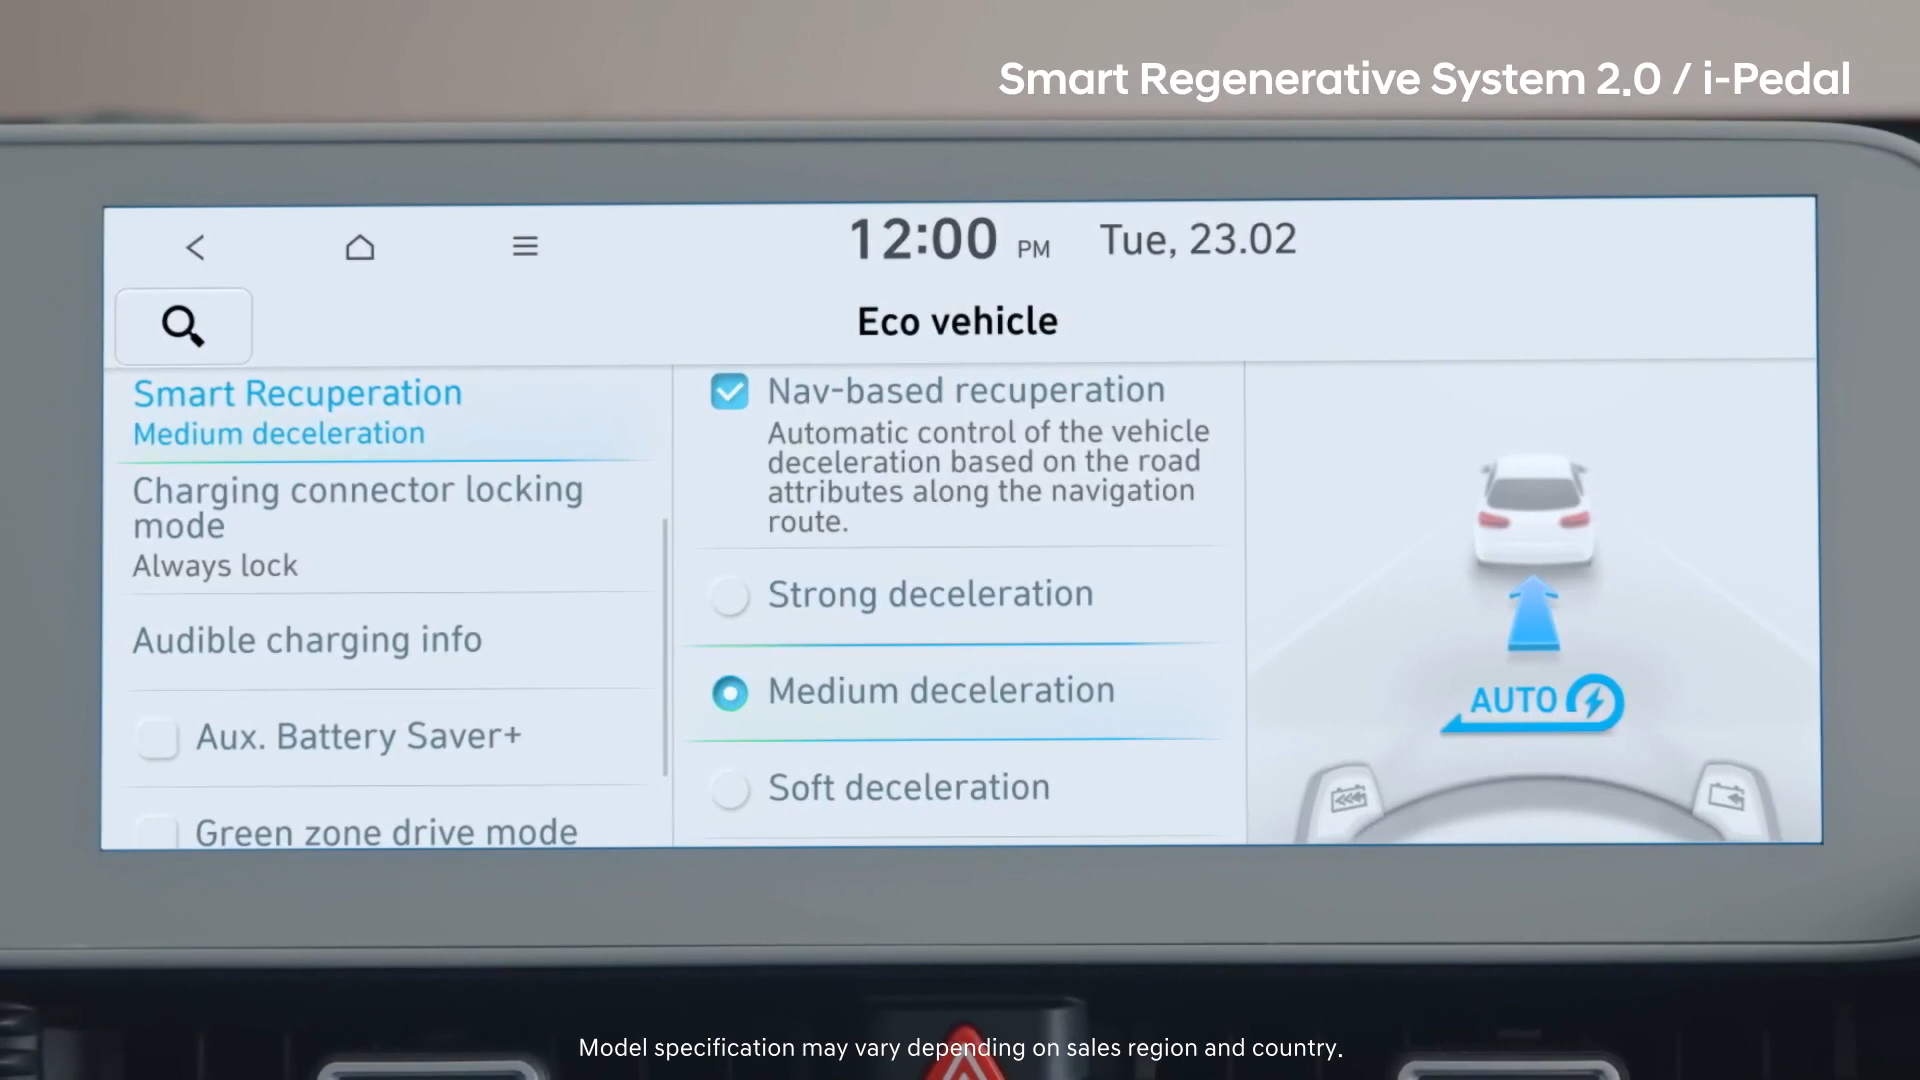 Smart Regenerative System 2.0 / i-Pedal
12:00 PM Tue, 23.02
Eco vehicle
Smart Recuperation
Medium deceleration
Charging connector locking
mode
Always lock
Audible charging info
Aux. Battery Saver+
Green zone drive mode
Nav-based recuperation
Automatic control of the vehicle
deceleration based on the road
attributes along the navigation
route.
Strong deceleration
Medium deceleration
Soft deceleration
AUTO
Model specification may vary depending on sales region and country.